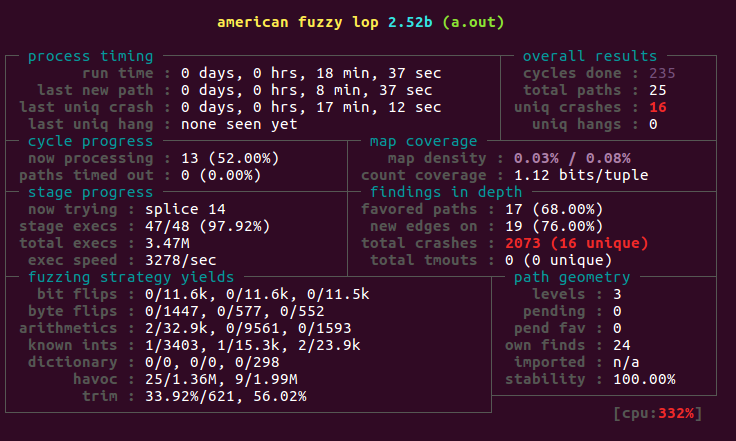 american fuzzy lop 2.52b (a.out)
process timing overall results
run time : 0 days, 0 hrs, 18 min, 37 sec cycles done : 235
last new path : 0 days, 0 hrs, 8 min, 37 sec total paths : 25
last uniq crash : 0 days, 0 hrs, 17 min, 12 sec uniq crashes : 16
last uniq hang : none seen yet uniq hangs : 0
cycle progress map coverage
now processing : 13 (52.00%) map density : 0.03% / 0.08%
paths timed out : 0 (0.00%) count coverage : 1.12 bits/tuple
stage progress findings in depth
now trying : splice 14 favored paths : 17 (68.00%)
stage execs : 47/48 (97.92%) new edges on : 19 (76.00%)
total execs : 3.47M total crashes : 2073 (16 unique)
exec speed : 3278/sec total tmouts : 0 (0 unique)
fuzzing strategy yields path geometry
bit flips : 0/11.6k, 0/11.6k, 0/11.5k levels : 3
byte flips : 0/1447, 0/577, 0/552 pending : 0
arithmetics : 2/32.9k, 0/9561, 0/1593 pend fav : 0
known ints : 1/3403, 1/15.3k, 2/23.9k own finds : 24
dictionary : 0/0, 0/0, 0/298 imported : n/a
havoc : 25/1.36M, 9/1.99M stability : 100.00%
trim : 33.92%/621, 56.02%
[cpu:332%]